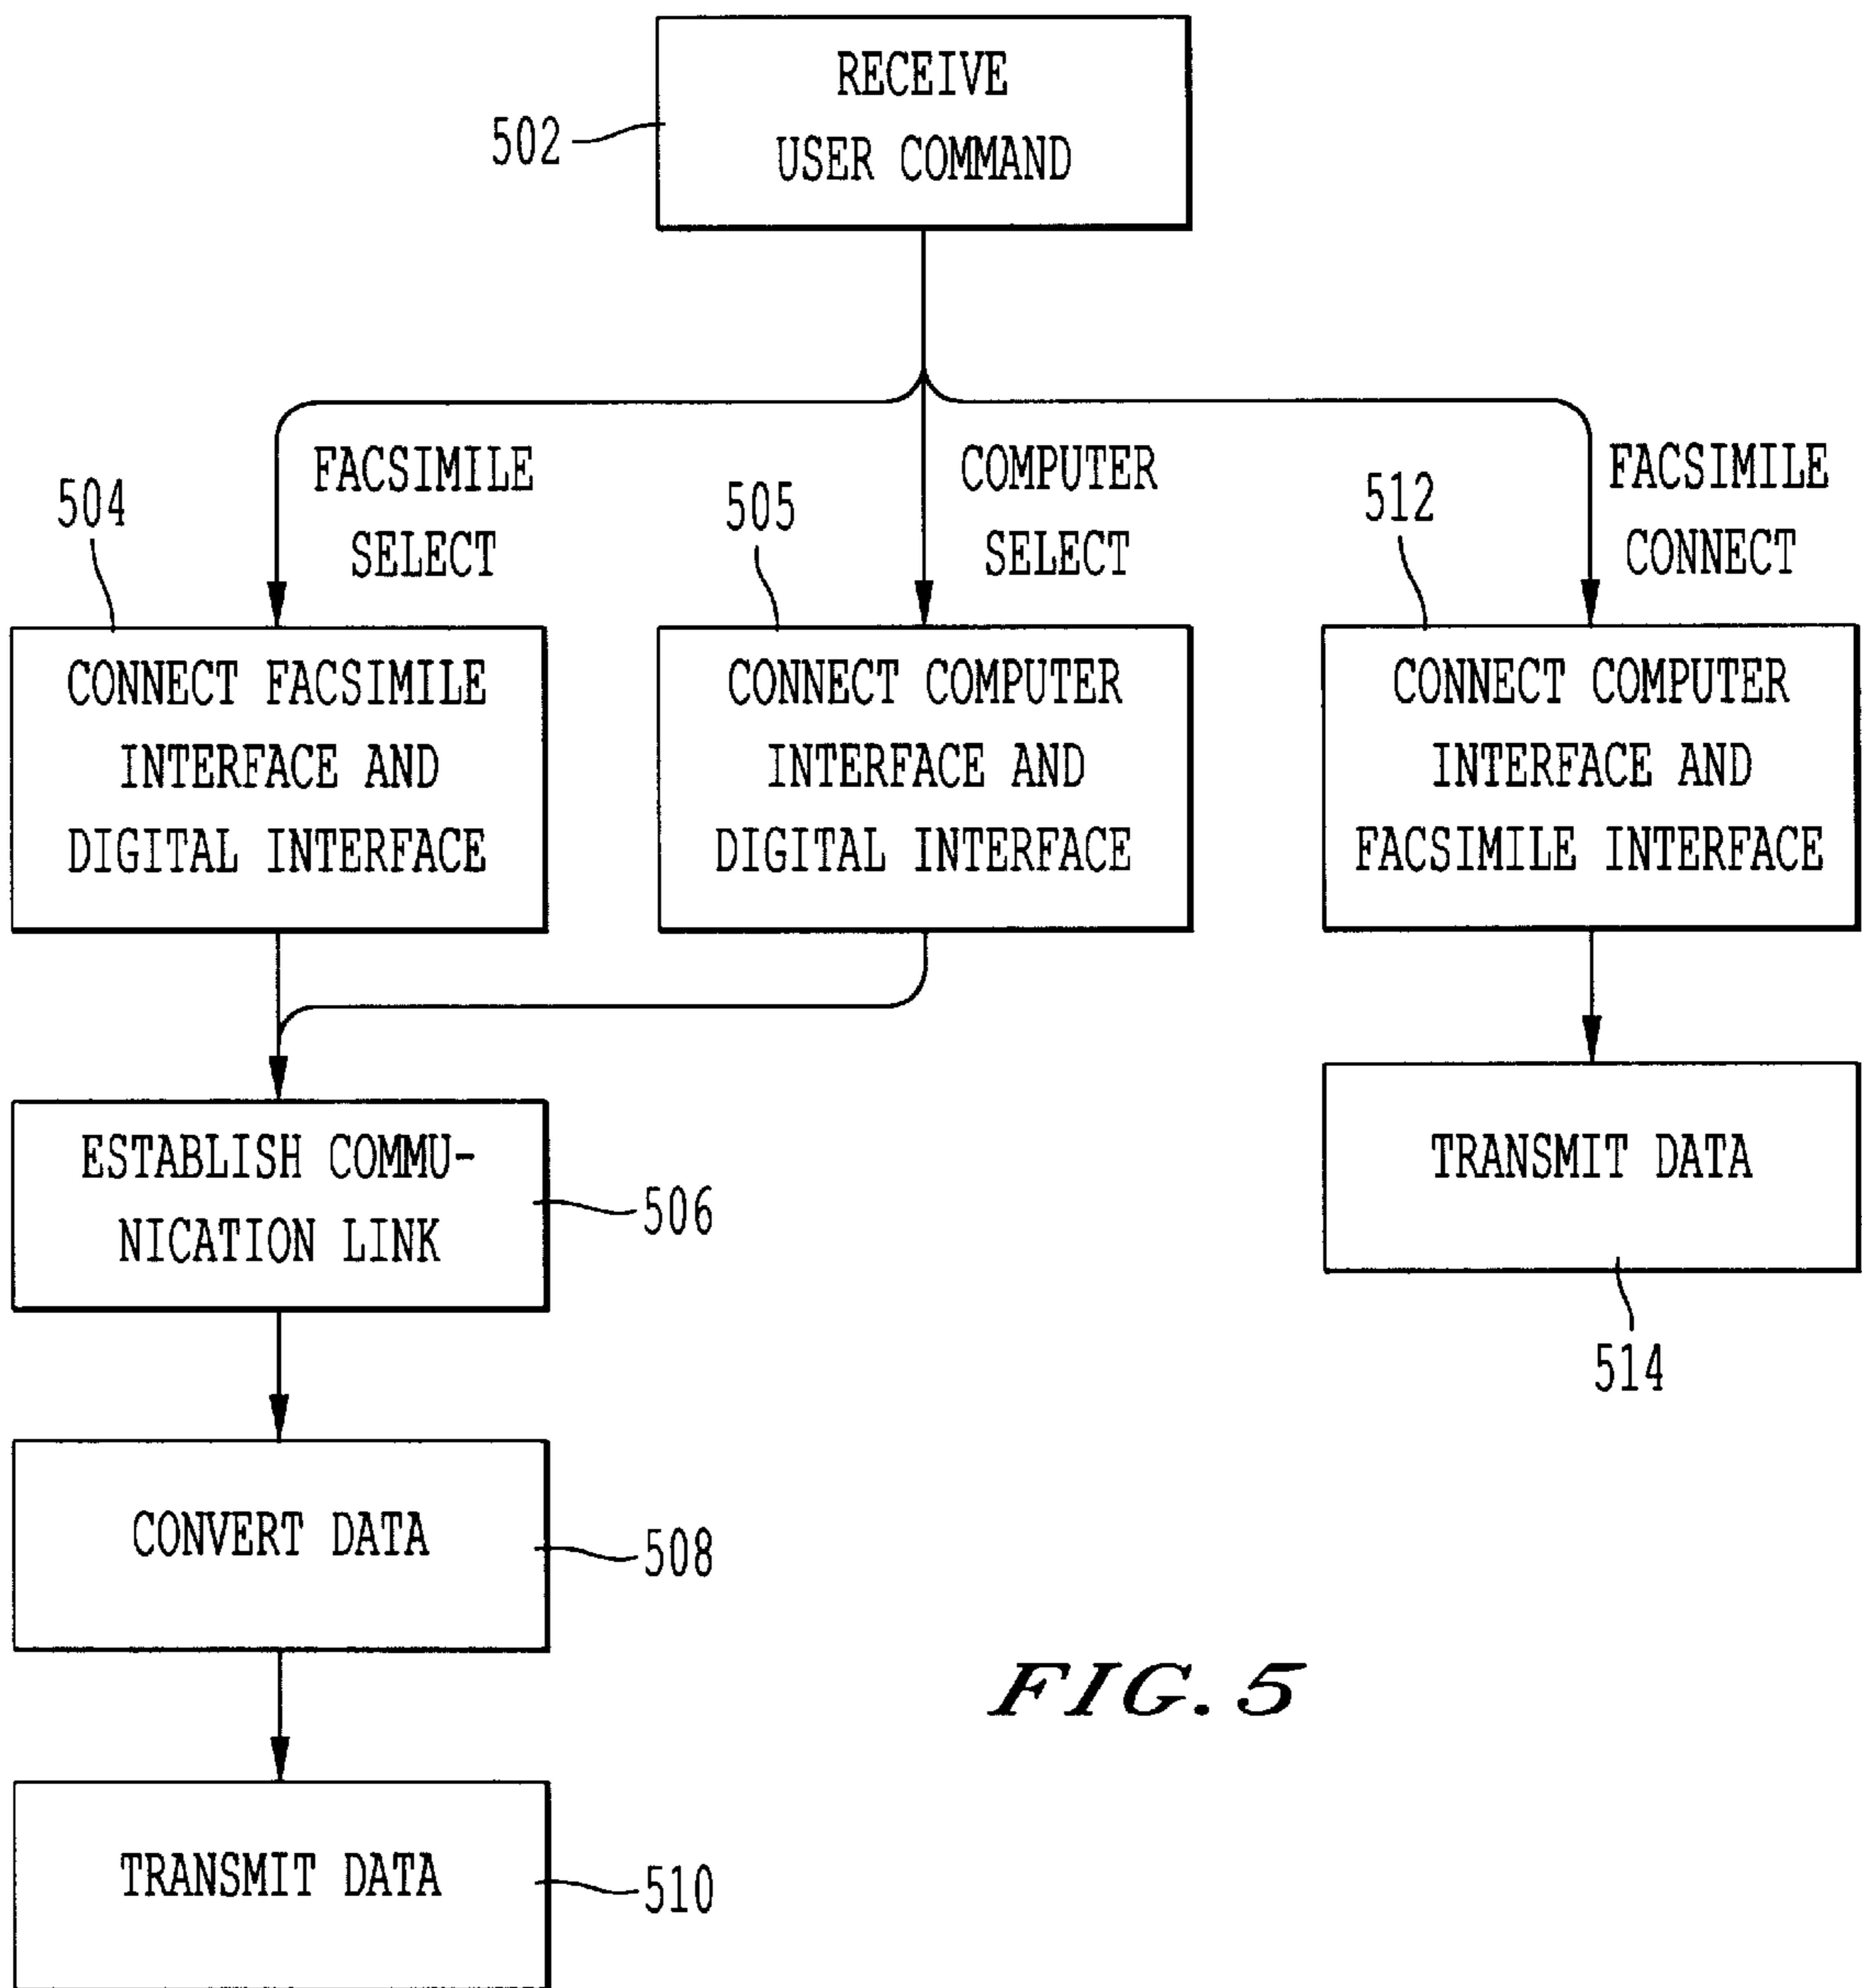 RECEIVE
USER COMMAND
502
FACSIMILE
SELECT
COMPUTER
SELECT
FACSIMILE
CONNECT
504
505
512
CONNECT FACSIMILE
INTERFACE AND
DIGITAL INTERFACE
CONNECT COMPUTER
INTERFACE AND
DIGITAL INTERFACE
CONNECT COMPUTER
INTERFACE AND
FACSIMILE INTERFACE
ESTABLISH COMMU-
NICATION LINK
506
TRANSMIT DATA
514
CONVERT DATA
508
TRANSMIT DATA
510
FIG. 5